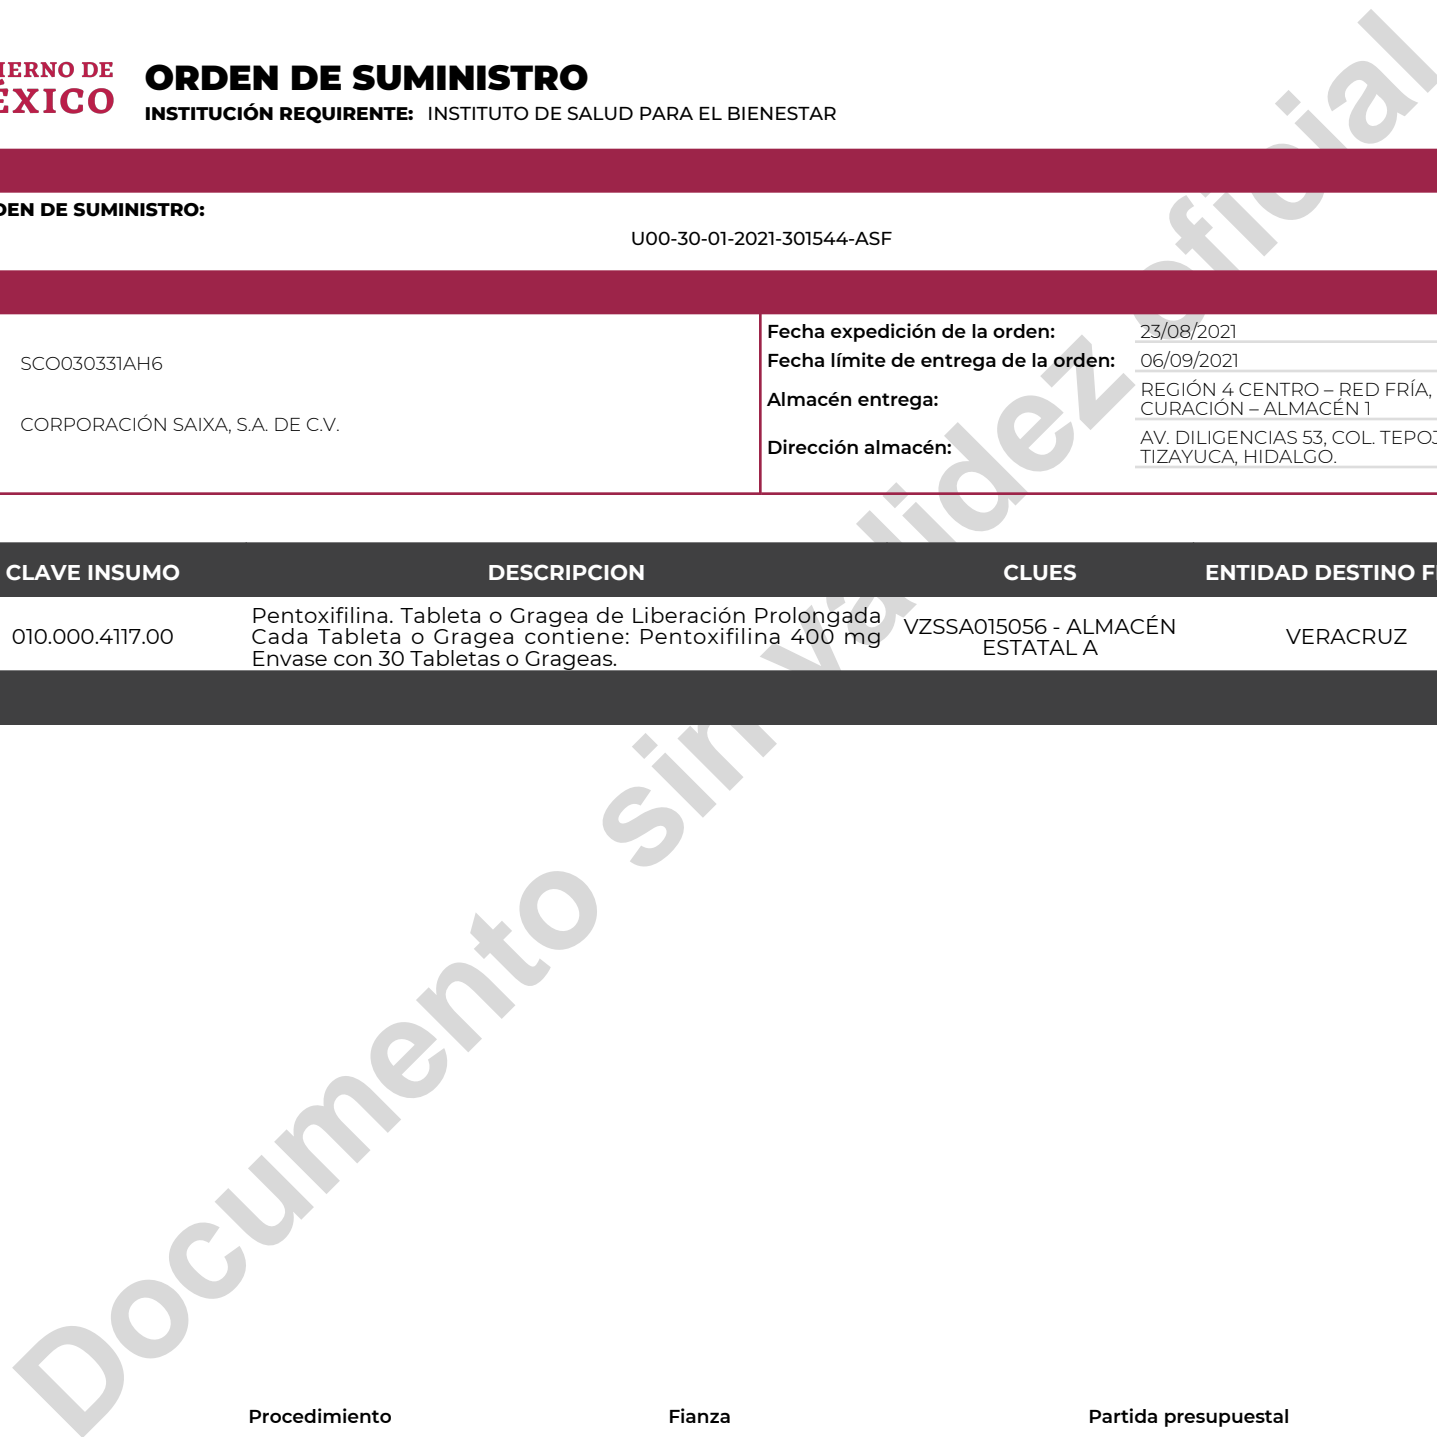 IERNO DE
ÉXICO
ORDEN DE SUMINISTRO
INSTITUCIÓN REQUIRENTE: INSTITUTO DE SALUD PARA EL BIENESTAR
DEN DE SUMINISTRO:
U00-30-01-2021-301544-ASF
SCO030331AH6
CORPORACIÓN SAIXA, S.A. DE C.V.
Fecha expedición de la orden: 23/08/2021
Fecha límite de entrega de la orden: 06/09/2021
Almacén entrega: REGIÓN 4 CENTRO – RED FRÍA,
CURACIÓN – ALMACÉN 1
Dirección almacén: AV. DILIGENCIAS 53, COL. TEPOJ
TIZAYUCA, HIDALGO.
CLAVE INSUMO DESCRIPCION CLUES ENTIDAD DESTINO FI
010.000.4117.00
Pentoxifilina. Tableta o Gragea de Liberación Prolongada
Cada Tableta o Gragea contiene: Pentoxifilina 400 mg
Envase con 30 Tabletas o Grageas.
VZSSA015056 - ALMACÉN
ESTATAL A
VERACRUZ
Documento sin validez oficial
Procedimiento Fianza Partida presupuestal